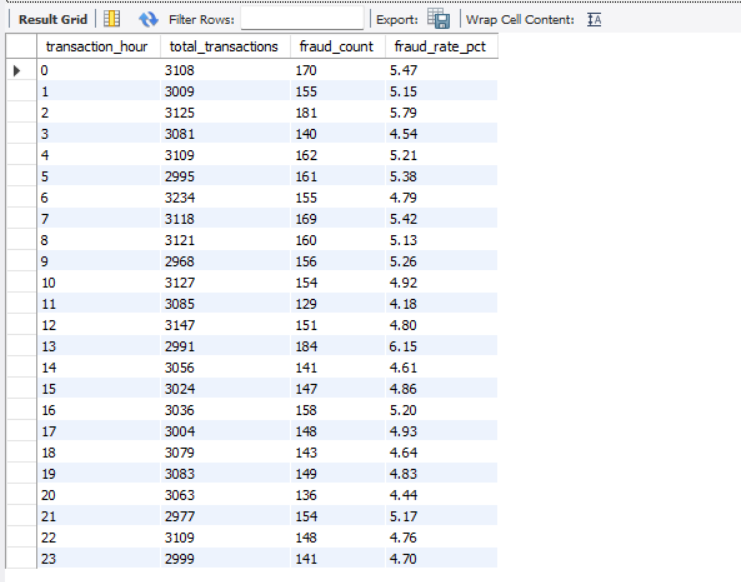 Result Grid Filter Rows: Export: Wrap Cell Content: IA
transaction_hour total_transactions fraud_count fraud_rate_pct
0 3108 170 5.47
1 3009 155 5.15
2 3125 181 5.79
3 3081 140 4.54
4 3109 162 5.21
5 2995 161 5.38
6 3234 155 4.79
7 3118 169 5.42
8 3121 160 5.13
9 2968 156 5.26
10 3127 154 4.92
11 3085 129 4.18
12 3147 151 4.80
13 2991 184 6.15
14 3056 141 4.61
15 3024 147 4.86
16 3036 158 5.20
17 3004 148 4.93
18 3079 143 4.64
19 3083 149 4.83
20 3063 136 4.44
21 2977 154 5.17
22 3109 148 4.76
23 2999 141 4.70